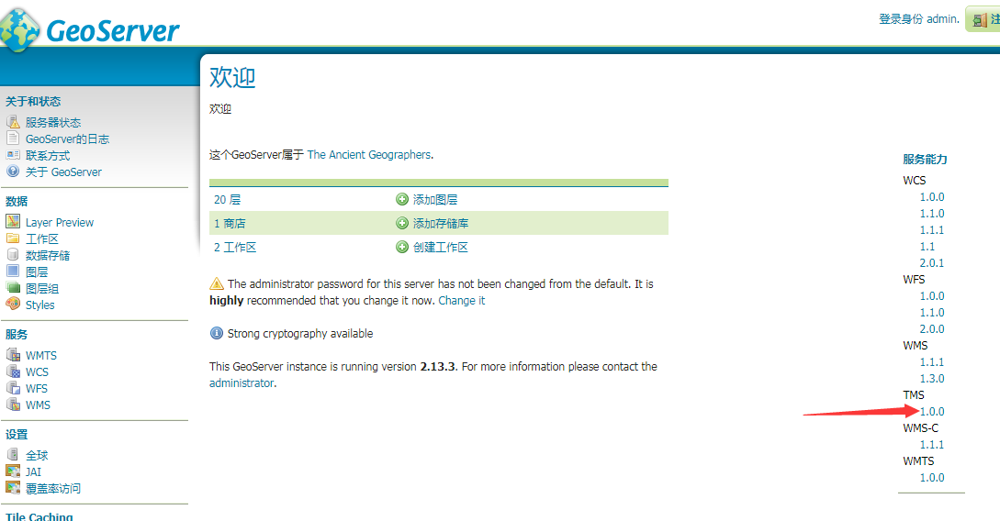 GeoServer
登录身份 admin.
欢迎
欢迎
这个GeoServer属于 The Ancient Geographers.
20 层
添加图层
1 商店
添加存储库
2 工作区
创建工作区
The administrator password for this server has not been changed from the default. It is
highly recommended that you change it now. Change it
Strong cryptography available
This GeoServer instance is running version 2.13.3. For more information please contact the
administrator.
关于和状态
服务器状态
GeoServer的日志
联系方式
关于 GeoServer
数据
Layer Preview
工作区
数据存储
图层
图层组
Styles
服务
WMTS
WCS
WFS
WMS
设置
全球
JAI
覆盖率访问
Tile Caching
服务能力
WCS
1.0.0
1.1.0
1.1.1
1.1
2.0.1
WFS
1.0.0
1.1.0
2.0.0
WMS
1.1.1
1.3.0
TMS
1.0.0
WMS-C
1.1.1
WMTS
1.0.0